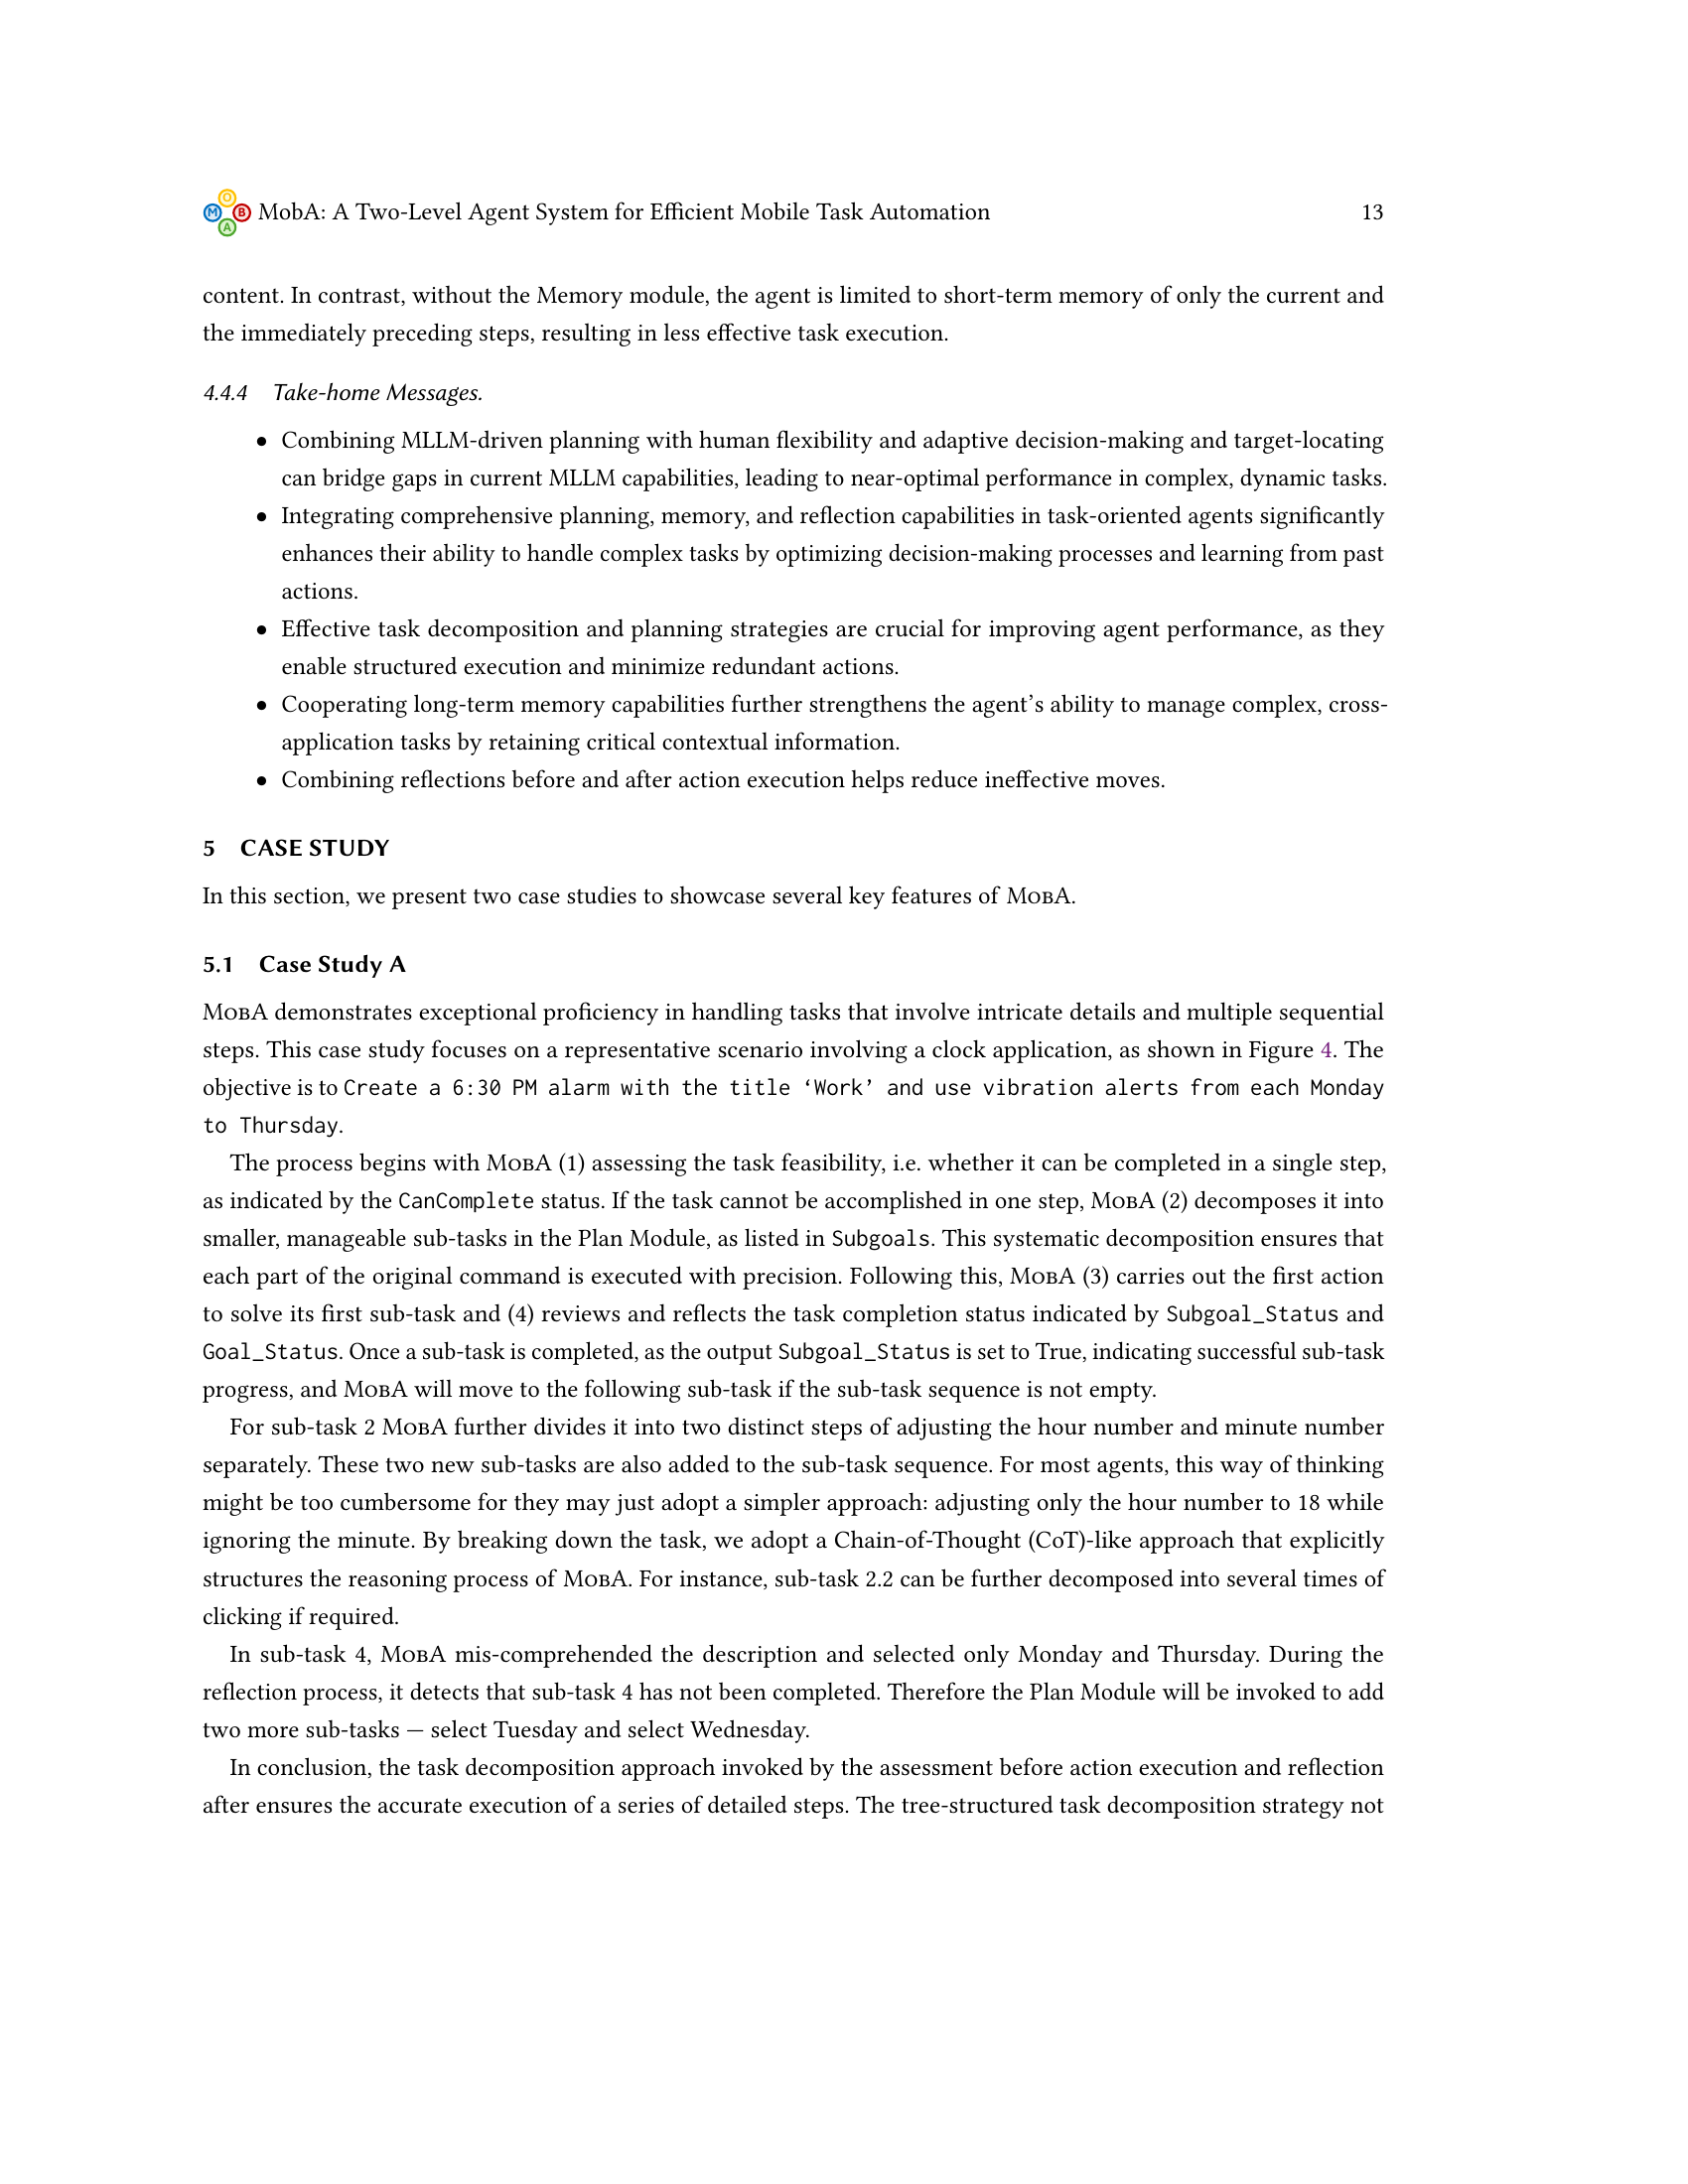 O
M B MobA: A Two-Level Agent System for Efficient Mobile Task Automation 13
A
content. In contrast, without the Memory module, the agent is limited to short-term memory of only the current and
the immediately preceding steps, resulting in less effective task execution.
4.4.4 Take-home Messages.
• Combining MLLM-driven planning with human flexibility and adaptive decision-making and target-locating
can bridge gaps in current MLLM capabilities, leading to near-optimal performance in complex, dynamic tasks.
• Integrating comprehensive planning, memory, and reflection capabilities in task-oriented agents significantly
enhances their ability to handle complex tasks by optimizing decision-making processes and learning from past
actions.
• Effective task decomposition and planning strategies are crucial for improving agent performance, as they
enable structured execution and minimize redundant actions.
• Cooperating long-term memory capabilities further strengthens the agent’s ability to manage complex, cross-
application tasks by retaining critical contextual information.
• Combining reflections before and after action execution helps reduce ineffective moves.
5 CASE STUDY
In this section, we present two case studies to showcase several key features of MobA.
5.1 Case Study A
MobA demonstrates exceptional proficiency in handling tasks that involve intricate details and multiple sequential
steps. This case study focuses on a representative scenario involving a clock application, as shown in Figure 4. The
objective is to Create a 6:30 PM alarm with the title ‘Work’ and use vibration alerts from each Monday
to Thursday.
The process begins with MobA (1) assessing the task feasibility, i.e. whether it can be completed in a single step,
as indicated by the CanComplete status. If the task cannot be accomplished in one step, MobA (2) decomposes it into
smaller, manageable sub-tasks in the Plan Module, as listed in Subgoals. This systematic decomposition ensures that
each part of the original command is executed with precision. Following this, MobA (3) carries out the first action
to solve its first sub-task and (4) reviews and reflects the task completion status indicated by Subgoal_Status and
Goal_Status. Once a sub-task is completed, as the output Subgoal_Status is set to True, indicating successful sub-task
progress, and MobA will move to the following sub-task if the sub-task sequence is not empty.
For sub-task 2 MobA further divides it into two distinct steps of adjusting the hour number and minute number
separately. These two new sub-tasks are also added to the sub-task sequence. For most agents, this way of thinking
might be too cumbersome for they may just adopt a simpler approach: adjusting only the hour number to 18 while
ignoring the minute. By breaking down the task, we adopt a Chain-of-Thought (CoT)-like approach that explicitly
structures the reasoning process of MobA. For instance, sub-task 2.2 can be further decomposed into several times of
clicking if required.
In sub-task 4, MobA mis-comprehended the description and selected only Monday and Thursday. During the
reflection process, it detects that sub-task 4 has not been completed. Therefore the Plan Module will be invoked to add
two more sub-tasks — select Tuesday and select Wednesday.
In conclusion, the task decomposition approach invoked by the assessment before action execution and reflection
after ensures the accurate execution of a series of detailed steps. The tree-structured task decomposition strategy not